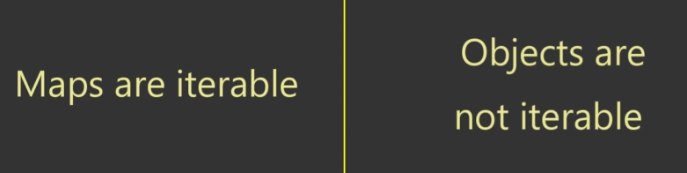 Maps are iterable
Objects are
not iterable